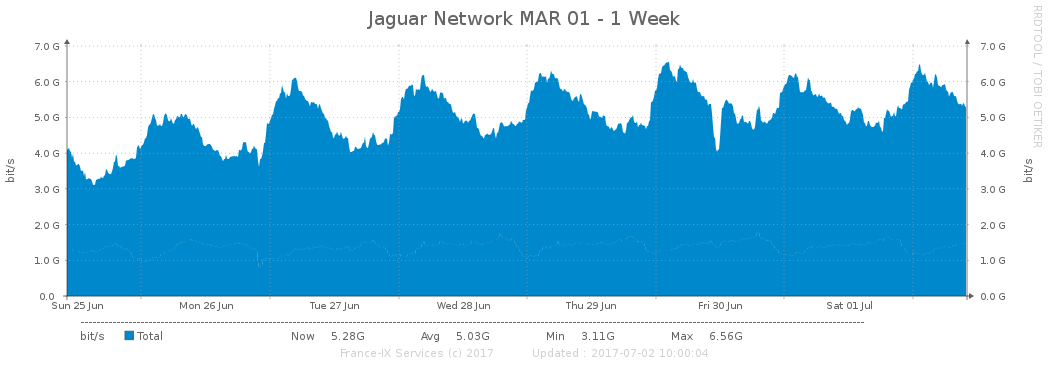 Jaguar Network MAR 01 - 1 Week
RRDTOOL / TOBI OETIKER
7.0 G 7.0 G
6.0 G 6.0 G
5.0 G 5.0 G
4.0 G 4.0 G
3.0 G 3.0 G
2.0 G 2.0 G
1.0 G 1.0 G
0.0 0.0 G
bit/s
bit/s
Sun 25 Jun Mon 26 Jun Tue 27 Jun Wed 28 Jun Thu 29 Jun Fri 30 Jun Sat 01 Jul
bit/s Total Now 5.28G Avg 5.03G Min 3.11G Max 6.56G
France-IX Services (c) 2017 Updated : 2017-07-02 10:00:04